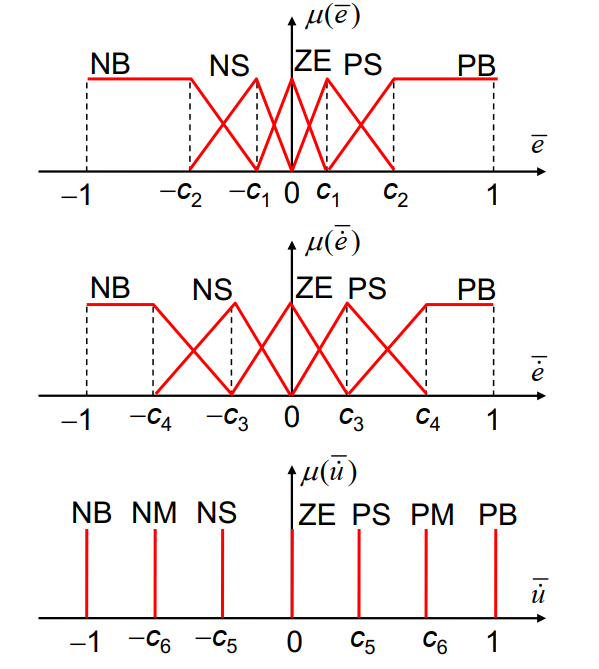 μ(e̅)
NB NS ZE PS PB
e̅
−1 −c₂ −c₁ 0 c₁ c₂ 1
μ(ė̅)
NB NS ZE PS PB
ė̅
−1 −c₄ −c₃ 0 c₃ c₄ 1
μ(u̇̅)
NB NM NS ZE PS PM PB
u̇̅
−1 −c₆ −c₅ 0 c₅ c₆ 1